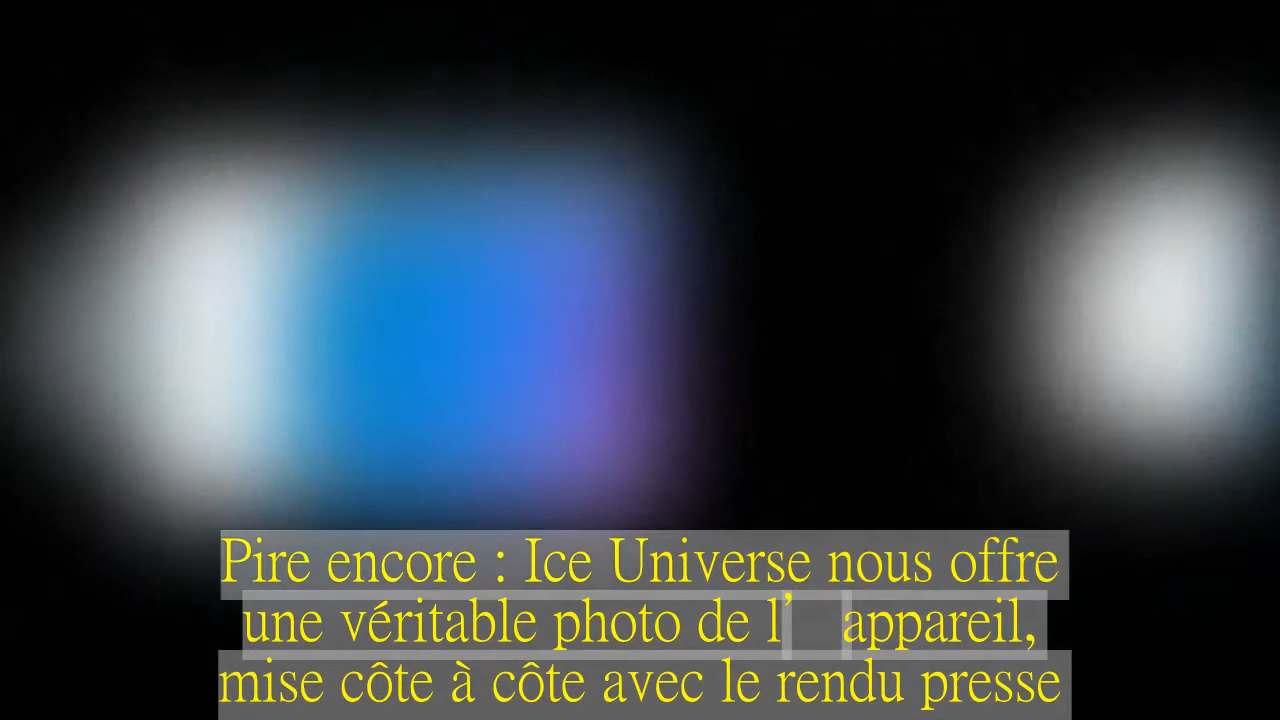 Pire encore : Ice Universe nous offre
une véritable photo de l’appareil,
mise côte à côte avec le rendu presse